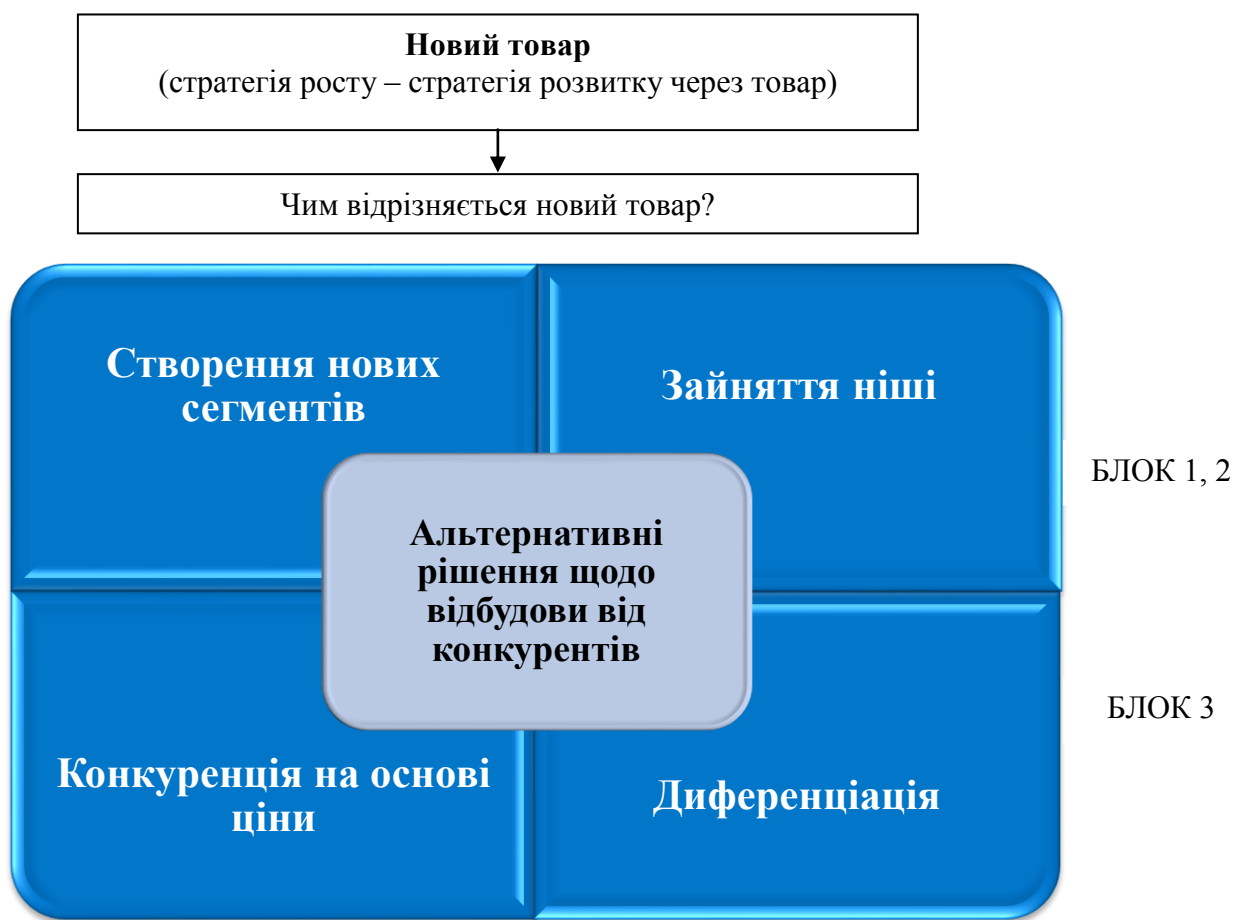 Новий товар
(стратегія росту – стратегія розвитку через товар)
Чим відрізняється новий товар?
Створення нових
сегментів
Зайняття ніші
БЛОК 1, 2
Альтернативні
рішення щодо
відбудови від
конкурентів
БЛОК 3
Конкуренція на основі
ціни
Диференціація